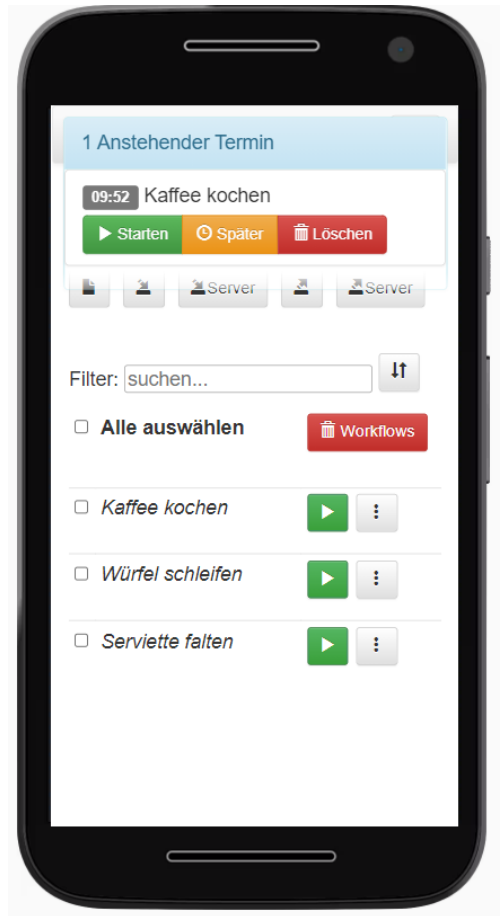 1 Anstehender Termin
09:52 Kaffee kochen
Starten Später Löschen
Server Server
Filter: suchen...
Alle auswählen Workflows
Kaffee kochen
Würfel schleifen
Serviette falten